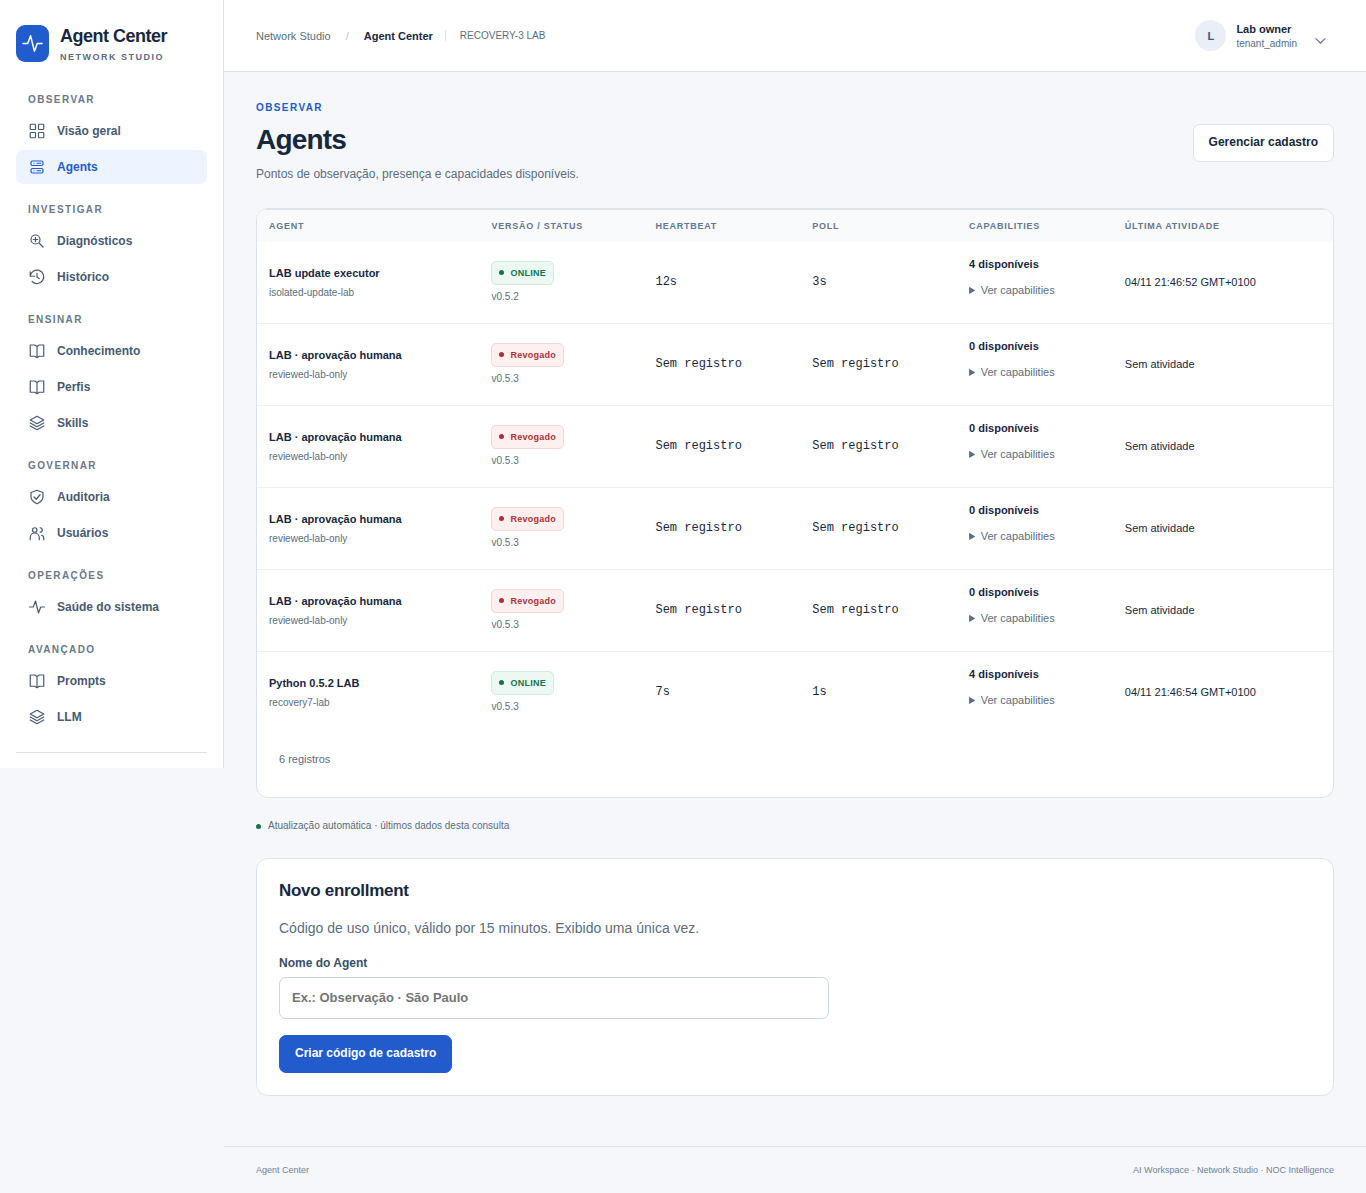 Agent Center
NETWORK STUDIO
OBSERVAR
Visão geral
Agents
INVESTIGAR
Diagnósticos
Histórico
ENSINAR
Conhecimento
Perfis
Skills
GOVERNAR
Auditoria
Usuários
OPERAÇÕES
Saúde do sistema
AVANÇADO
Prompts
LLM
Network Studio / Agent Center RECOVERY-3 LAB
L
Lab owner
tenant_admin
OBSERVAR
Agents
Pontos de observação, presença e capacidades disponíveis.
Gerenciar cadastro
AGENT VERSÃO / STATUS HEARTBEAT POLL CAPABILITIES ÚLTIMA ATIVIDADE
LAB update executor
isolated-update-lab
ONLINE
v0.5.2
12s
3s
4 disponíveis
Ver capabilities
04/11 21:46:52 GMT+0100
LAB · aprovação humana
reviewed-lab-only
Revogado
v0.5.3
Sem registro
Sem registro
0 disponíveis
Ver capabilities
Sem atividade
LAB · aprovação humana
reviewed-lab-only
Revogado
v0.5.3
Sem registro
Sem registro
0 disponíveis
Ver capabilities
Sem atividade
LAB · aprovação humana
reviewed-lab-only
Revogado
v0.5.3
Sem registro
Sem registro
0 disponíveis
Ver capabilities
Sem atividade
LAB · aprovação humana
reviewed-lab-only
Revogado
v0.5.3
Sem registro
Sem registro
0 disponíveis
Ver capabilities
Sem atividade
Python 0.5.2 LAB
recovery7-lab
ONLINE
v0.5.3
7s
1s
4 disponíveis
Ver capabilities
04/11 21:46:54 GMT+0100
6 registros
Atualização automática · últimos dados desta consulta
Novo enrollment
Código de uso único, válido por 15 minutos. Exibido uma única vez.
Nome do Agent
Ex.: Observação · São Paulo
Criar código de cadastro
Agent Center
AI Workspace · Network Studio · NOC Intelligence